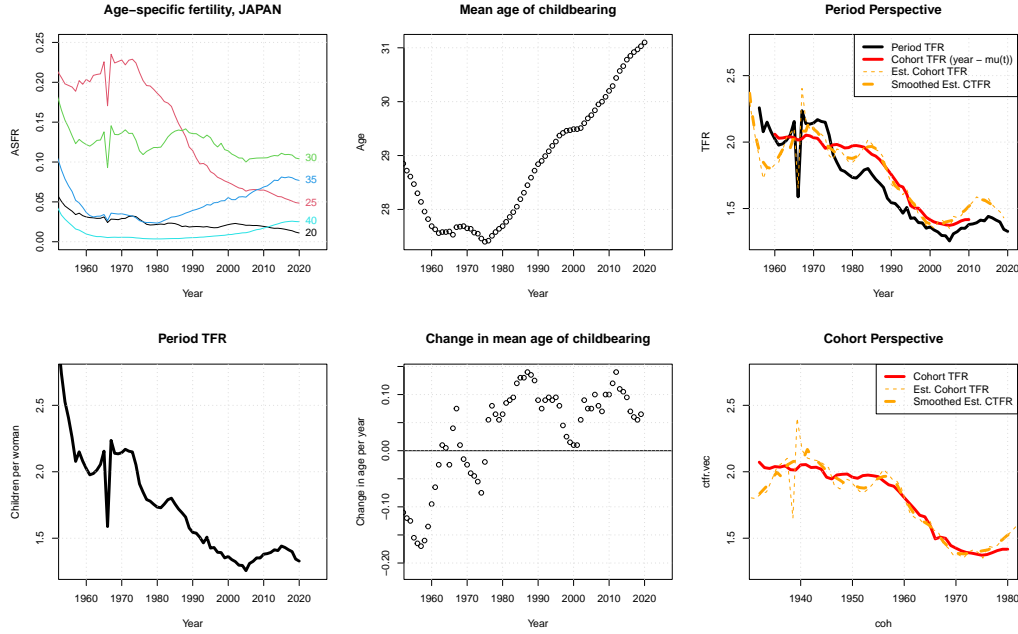 Age−specific fertility, JAPAN
ASFR
0.25
0.20
0.15
0.10
0.05
0.00
30
35
25
40
20
1960 1970 1980 1990 2000 2010 2020
Year
Mean age of childbearing
Age
31
30
29
28
1960 1970 1980 1990 2000 2010 2020
Year
Period Perspective
TFR
2.5
2.0
1.5
Period TFR
Cohort TFR (year − mu(t))
Est. Cohort TFR
Smoothed Est. CTFR
1960 1970 1980 1990 2000 2010 2020
Year
Period TFR
Children per woman
2.5
2.0
1.5
1960 1970 1980 1990 2000 2010 2020
Year
Change in mean age of childbearing
Change in age per year
0.10
0.00
−0.10
−0.20
1960 1970 1980 1990 2000 2010 2020
Year
Cohort Perspective
ctfr.vec
2.5
2.0
1.5
Cohort TFR
Est. Cohort TFR
Smoothed Est. CTFR
1940 1950 1960 1970 1980
coh